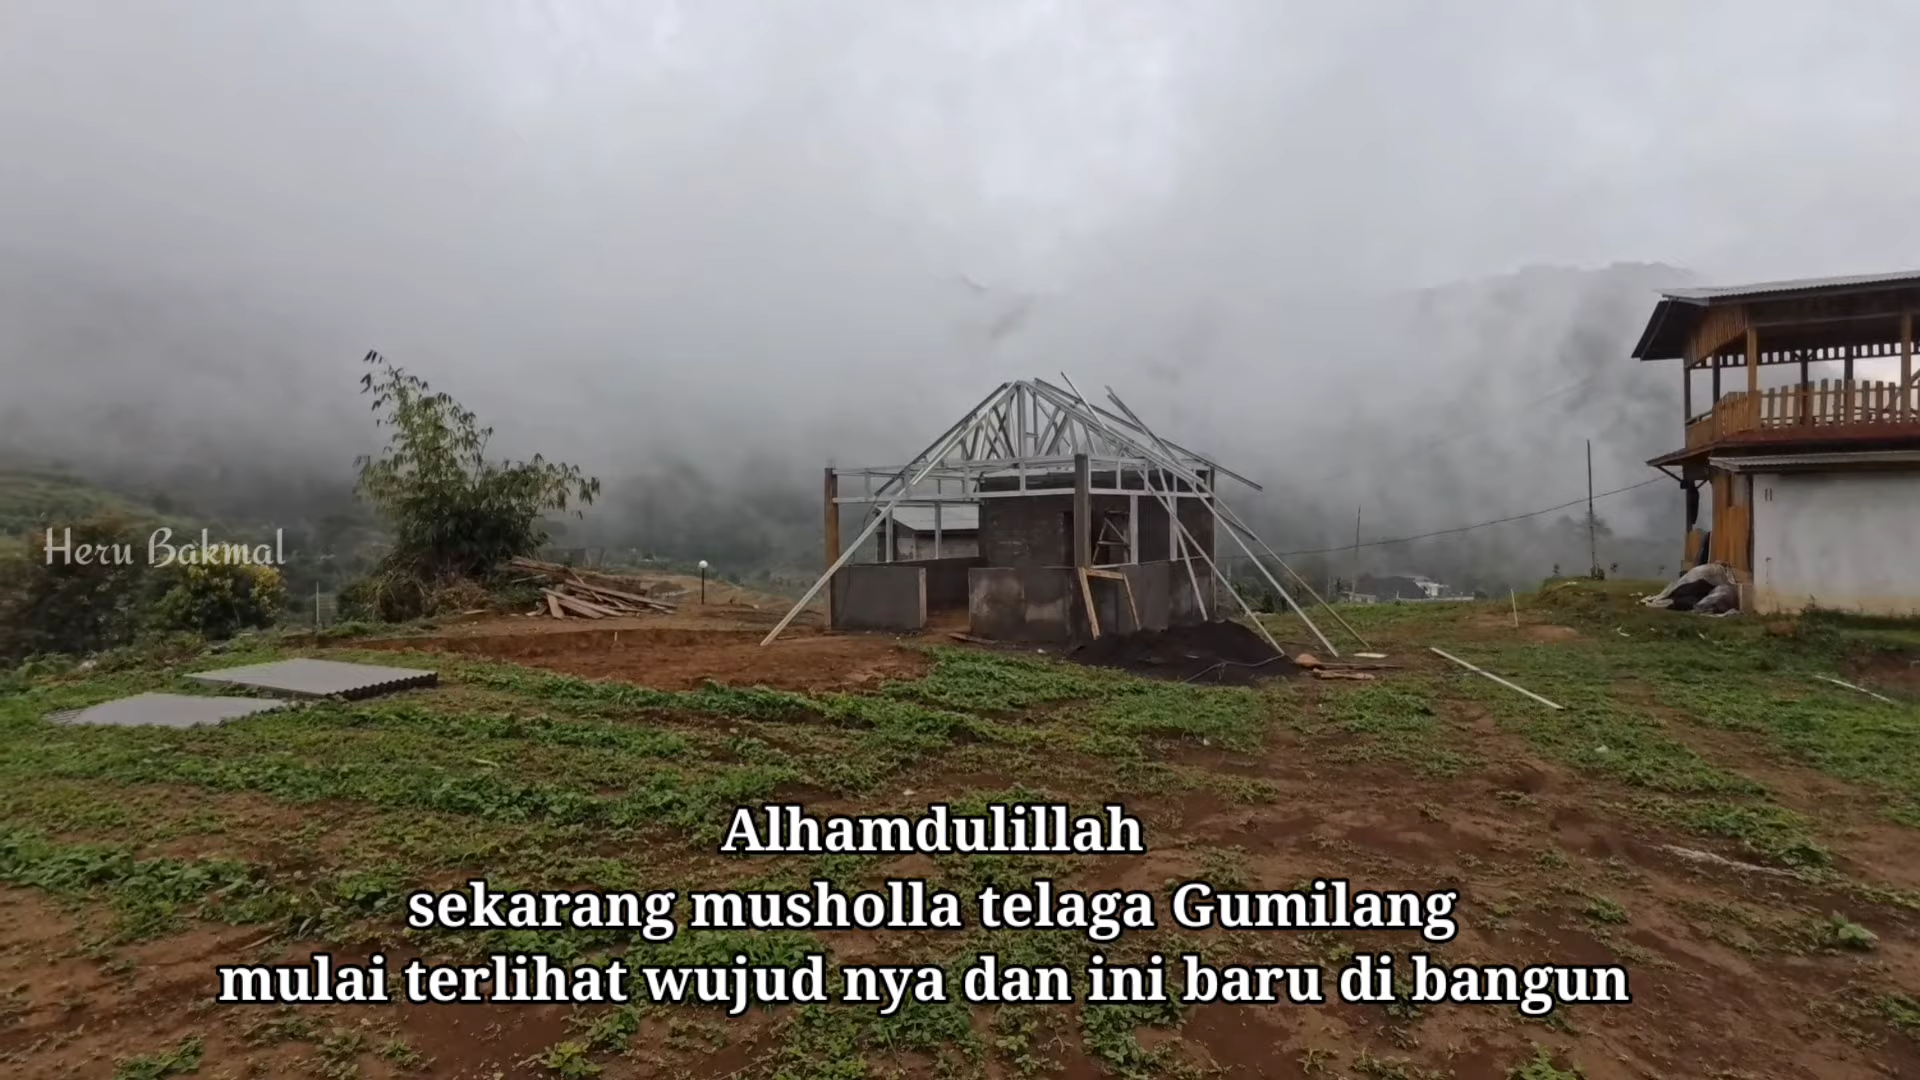 Heru Bakmal
Alhamdulillah
sekarang musholla telaga Gumilang
mulai terlihat wujud nya dan ini baru di bangun